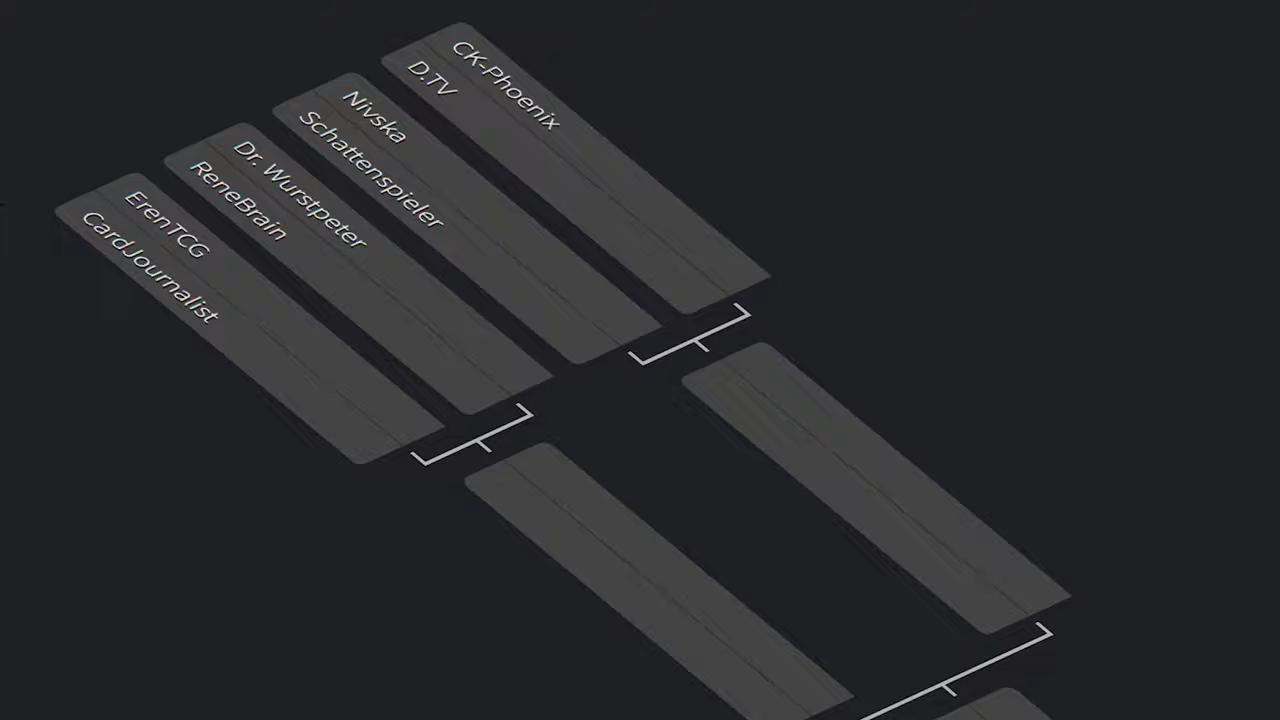 CK-Phoenix
D.TV
Nivska
Schattenspieler
Dr. Wurstpeter
ReneBrain
ErenTCG
CardJournalist